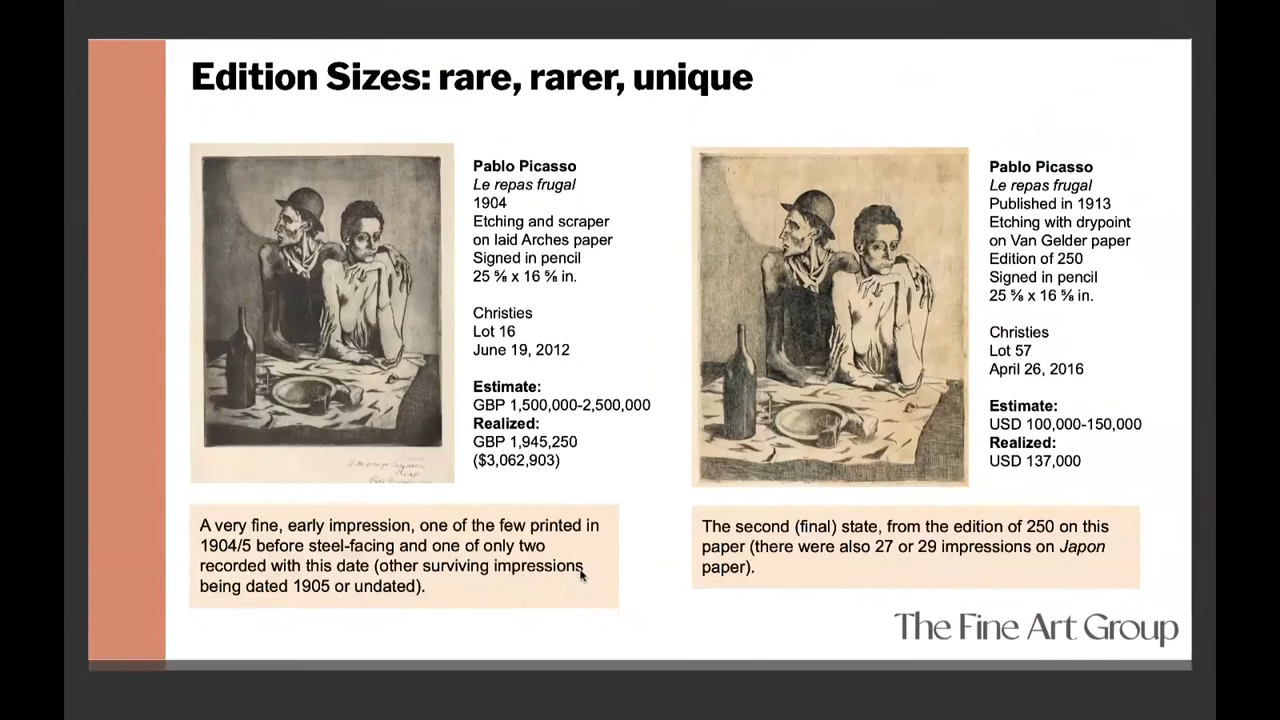 Edition Sizes: rare, rarer, unique
Pablo Picasso
Le repas frugal
1904
Etching and scraper
on laid Arches paper
Signed in pencil
25 ⅝ x 16 ⅝ in.
Christies
Lot 16
June 19, 2012
Estimate:
GBP 1,500,000-2,500,000
Realized:
GBP 1,945,250
($3,062,903)
A very fine, early impression, one of the few printed in
1904/5 before steel-facing and one of only two
recorded with this date (other surviving impressions
being dated 1905 or undated).
Pablo Picasso
Le repas frugal
Published in 1913
Etching with drypoint
on Van Gelder paper
Edition of 250
Signed in pencil
25 ⅝ x 16 ⅝ in.
Christies
Lot 57
April 26, 2016
Estimate:
USD 100,000-150,000
Realized:
USD 137,000
The second (final) state, from the edition of 250 on this
paper (there were also 27 or 29 impressions on Japon
paper).
The Fine Art Group